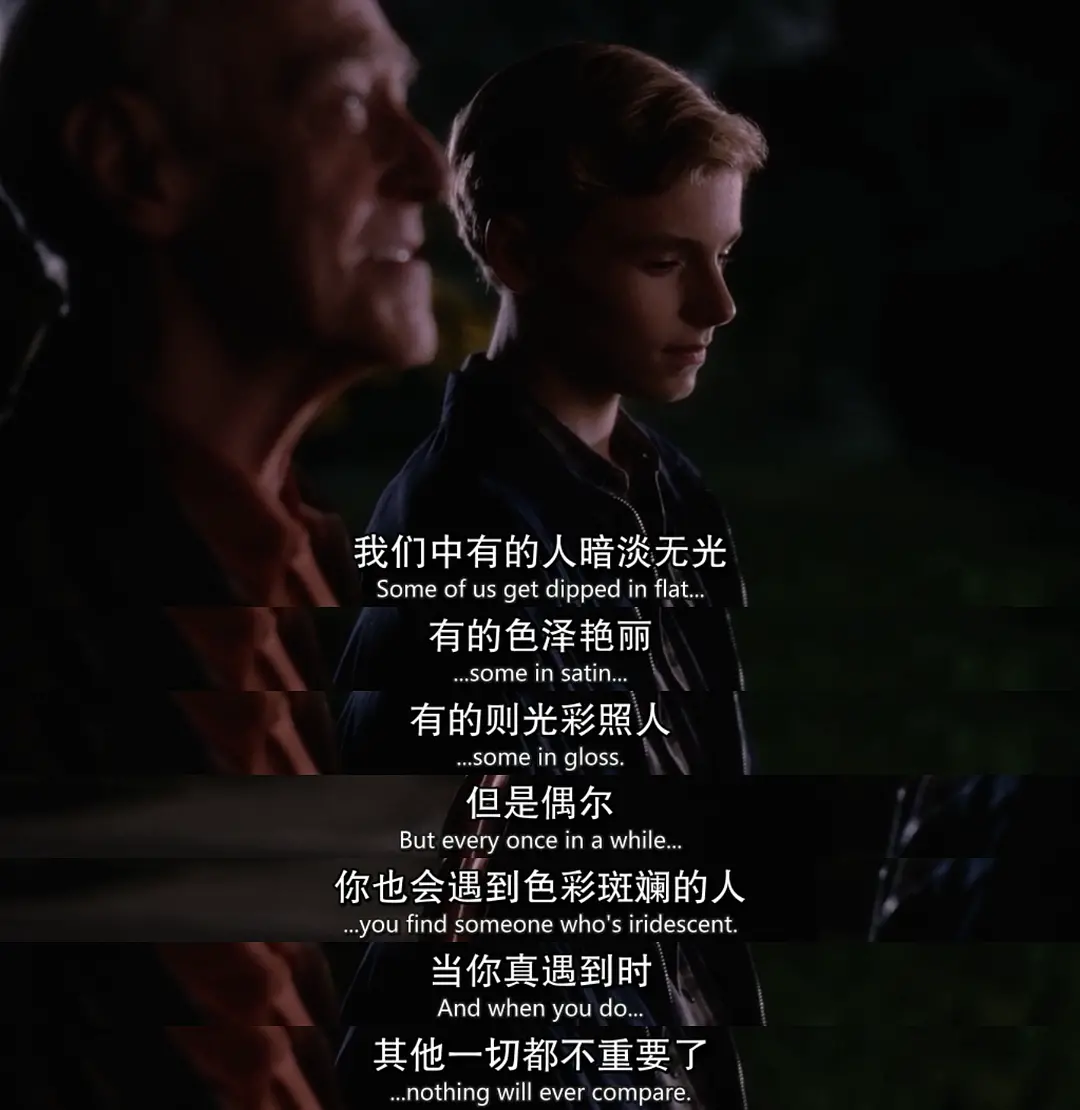 我们中有的人暗淡无光
Some of us get dipped in flat...
有的色泽艳丽
...some in satin...
有的则光彩照人
...some in gloss.
但是偶尔
But every once in a while...
你也会遇到色彩斑斓的人
...you find someone who's iridescent.
当你真遇到时
And when you do...
其他一切都不重要了
...nothing will ever compare.